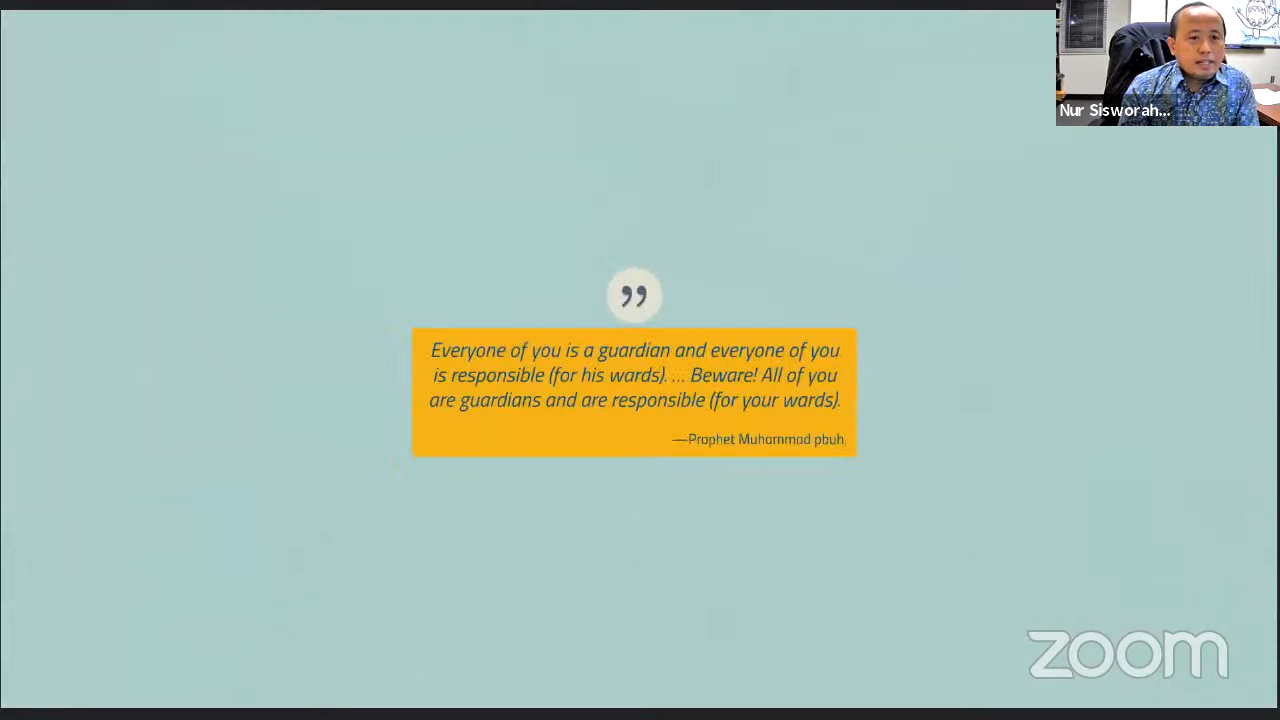 Nur Sisworah...
”
Everyone of you is a guardian and everyone of you
is responsible (for his wards). ... Beware! All of you
are guardians and are responsible (for your wards).
—Prophet Muhammad pbuh.
zoom